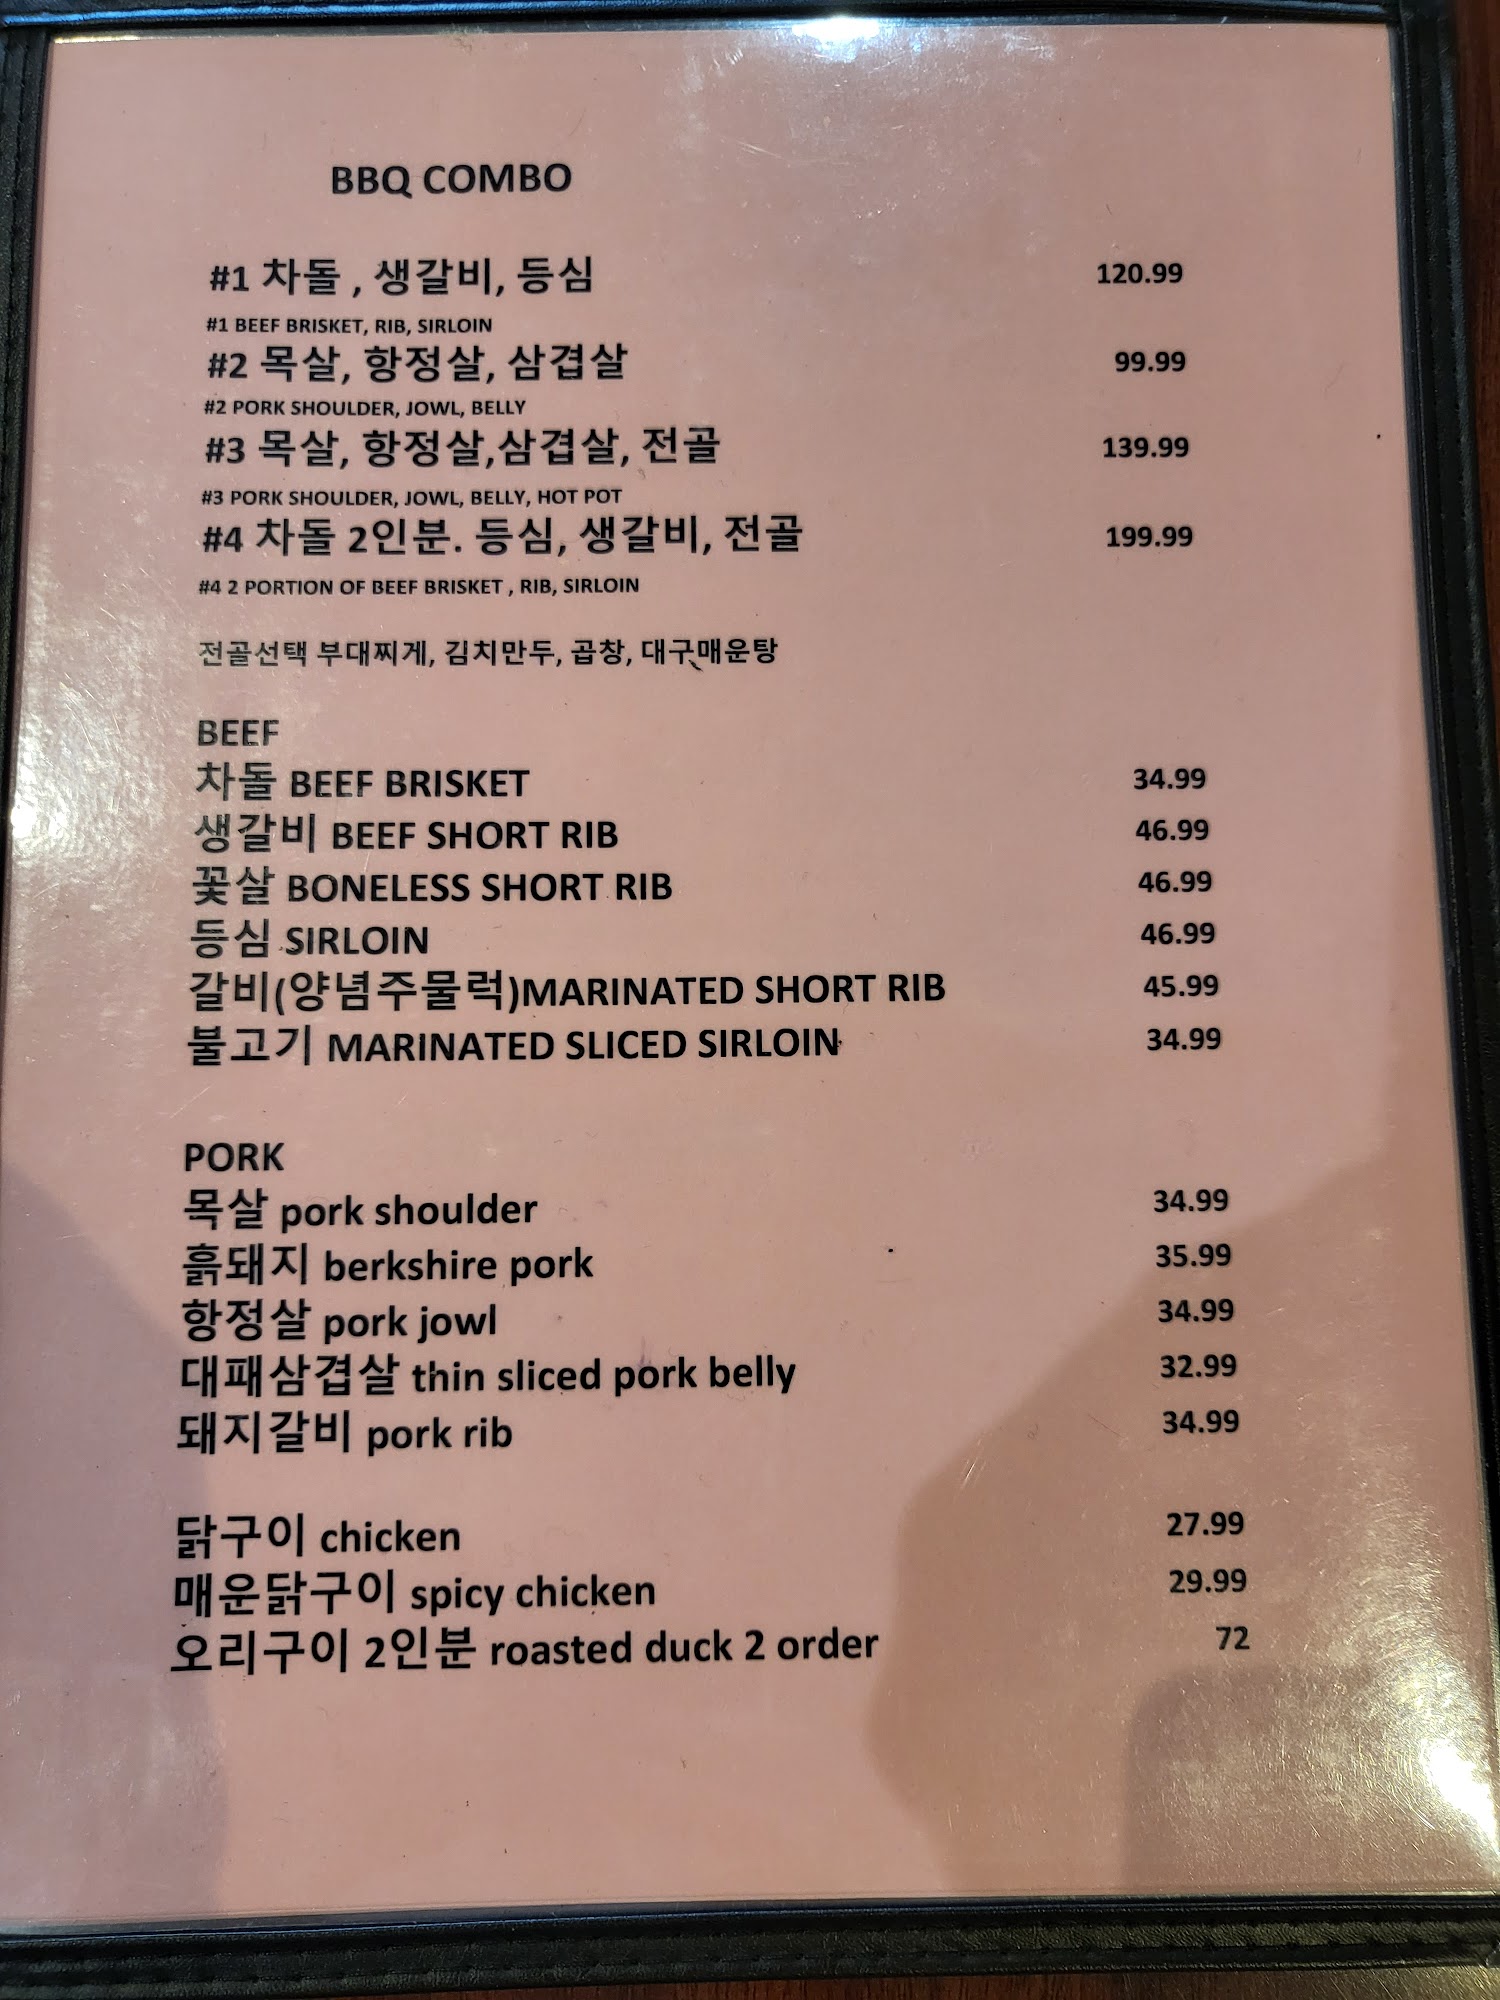 BBQ COMBO
#1 차돌 , 생갈비, 등심 120.99
#1 BEEF BRISKET, RIB, SIRLOIN
#2 목살, 항정살, 삼겹살 99.99
#2 PORK SHOULDER, JOWL, BELLY
#3 목살, 항정살,삼겹살, 전골 139.99
#3 PORK SHOULDER, JOWL, BELLY, HOT POT
#4 차돌 2인분. 등심, 생갈비, 전골 199.99
#4 2 PORTION OF BEEF BRISKET , RIB, SIRLOIN
전골선택 부대찌게, 김치만두, 곱창, 대구매운탕
BEEF
차돌 BEEF BRISKET 34.99
생갈비 BEEF SHORT RIB 46.99
꽃살 BONELESS SHORT RIB 46.99
등심 SIRLOIN 46.99
갈비(양념주물럭)MARINATED SHORT RIB 45.99
불고기 MARINATED SLICED SIRLOIN 34.99
PORK
목살 pork shoulder 34.99
흙돼지 berkshire pork 35.99
항정살 pork jowl 34.99
대패삼겹살 thin sliced pork belly 32.99
돼지갈비 pork rib 34.99
닭구이 chicken 27.99
매운닭구이 spicy chicken 29.99
오리구이 2인분 roasted duck 2 order 72